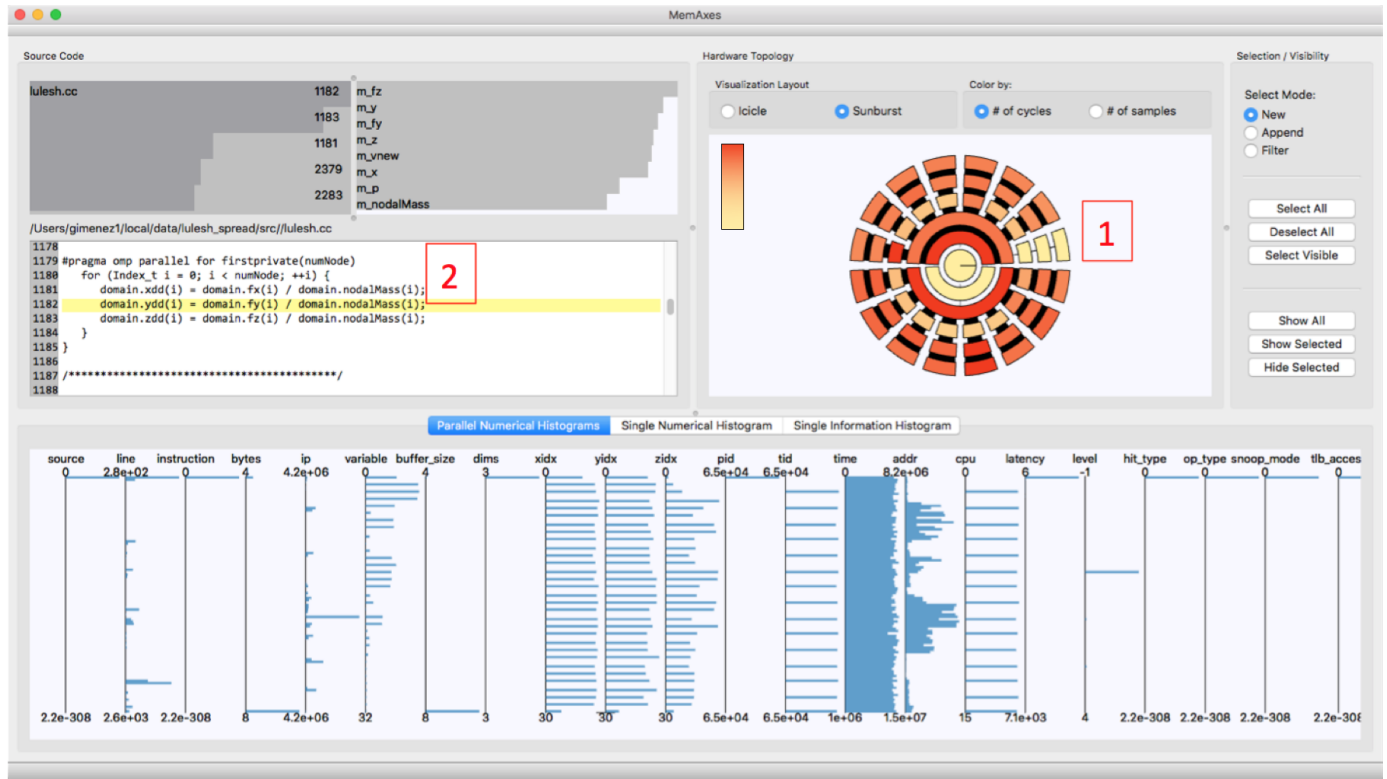 MemAxes
Source Code
lulesh.cc 1182
1183
1181
2379
2283
m_fz
m_y
m_fy
m_z
m_vnew
m_x
m_p
m_nodalMass
/Users/gimenez1/local/data/lulesh_spread/src//lulesh.cc
1178
1179 #pragma omp parallel for firstprivate(numNode)
1180 for (Index_t i = 0; i < numNode; ++i) {
1181 domain.xdd(i) = domain.fx(i) / domain.nodalMass(i);
1182 domain.ydd(i) = domain.fy(i) / domain.nodalMass(i);
1183 domain.zdd(i) = domain.fz(i) / domain.nodalMass(i);
1184 }
1185 }
1186
1187 /******************************************/
1188
2
Hardware Topology
Visualization Layout
Icicle Sunburst
Color by:
# of cycles # of samples
1
Selection / Visibility
Select Mode:
New
Append
Filter
Select All
Deselect All
Select Visible
Show All
Show Selected
Hide Selected
Parallel Numerical Histograms Single Numerical Histogram Single Information Histogram
source line instruction bytes ip variable buffer_size dims xidx yidx zidx pid tid time addr cpu latency level hit_type op_type snoop_mode tlb_acces
0 2.8e+02 0 4 4.2e+06 0 4 3 0 0 0 6.5e+04 6.5e+04 0 8.2e+06 0 6 -1 0 0 0 0
2.2e-308 2.6e+03 2.2e-308 8 4.2e+06 32 8 3 30 30 30 6.5e+04 6.5e+04 1e+06 1.5e+07 15 7.1e+03 4 2.2e-308 2.2e-308 2.2e-308 2.2e-308